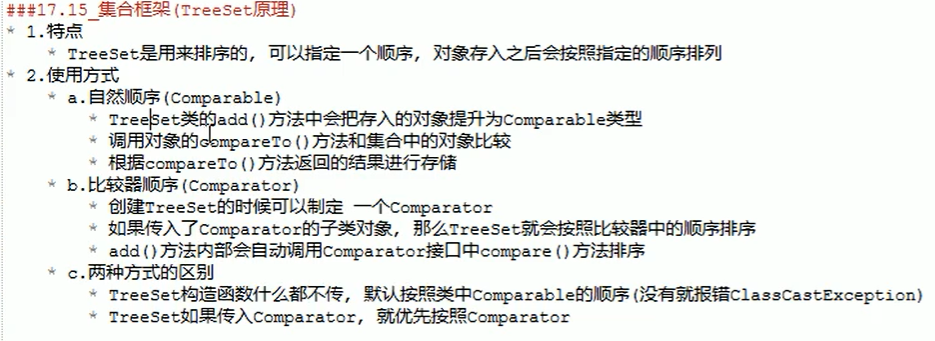 ###17.15_集合框架(TreeSet原理)
* 1.特点
* TreeSet是用来排序的, 可以指定一个顺序, 对象存入之后会按照指定的顺序排列
* 2.使用方式
* a.自然顺序(Comparable)
* TreeSet类的add()方法中会把存入的对象提升为Comparable类型
* 调用对象的compareTo()方法和集合中的对象比较
* 根据compareTo()方法返回的结果进行存储
* b.比较器顺序(Comparator)
* 创建TreeSet的时候可以制定 一个Comparator
* 如果传入了Comparator的子类对象, 那么TreeSet就会按照比较器中的顺序排序
* add()方法内部会自动调用Comparator接口中compare()方法排序
* c.两种方式的区别
* TreeSet构造函数什么都不传, 默认按照类中Comparable的顺序(没有就报错ClassCastException)
* TreeSet如果传入Comparator, 就优先按照Comparator